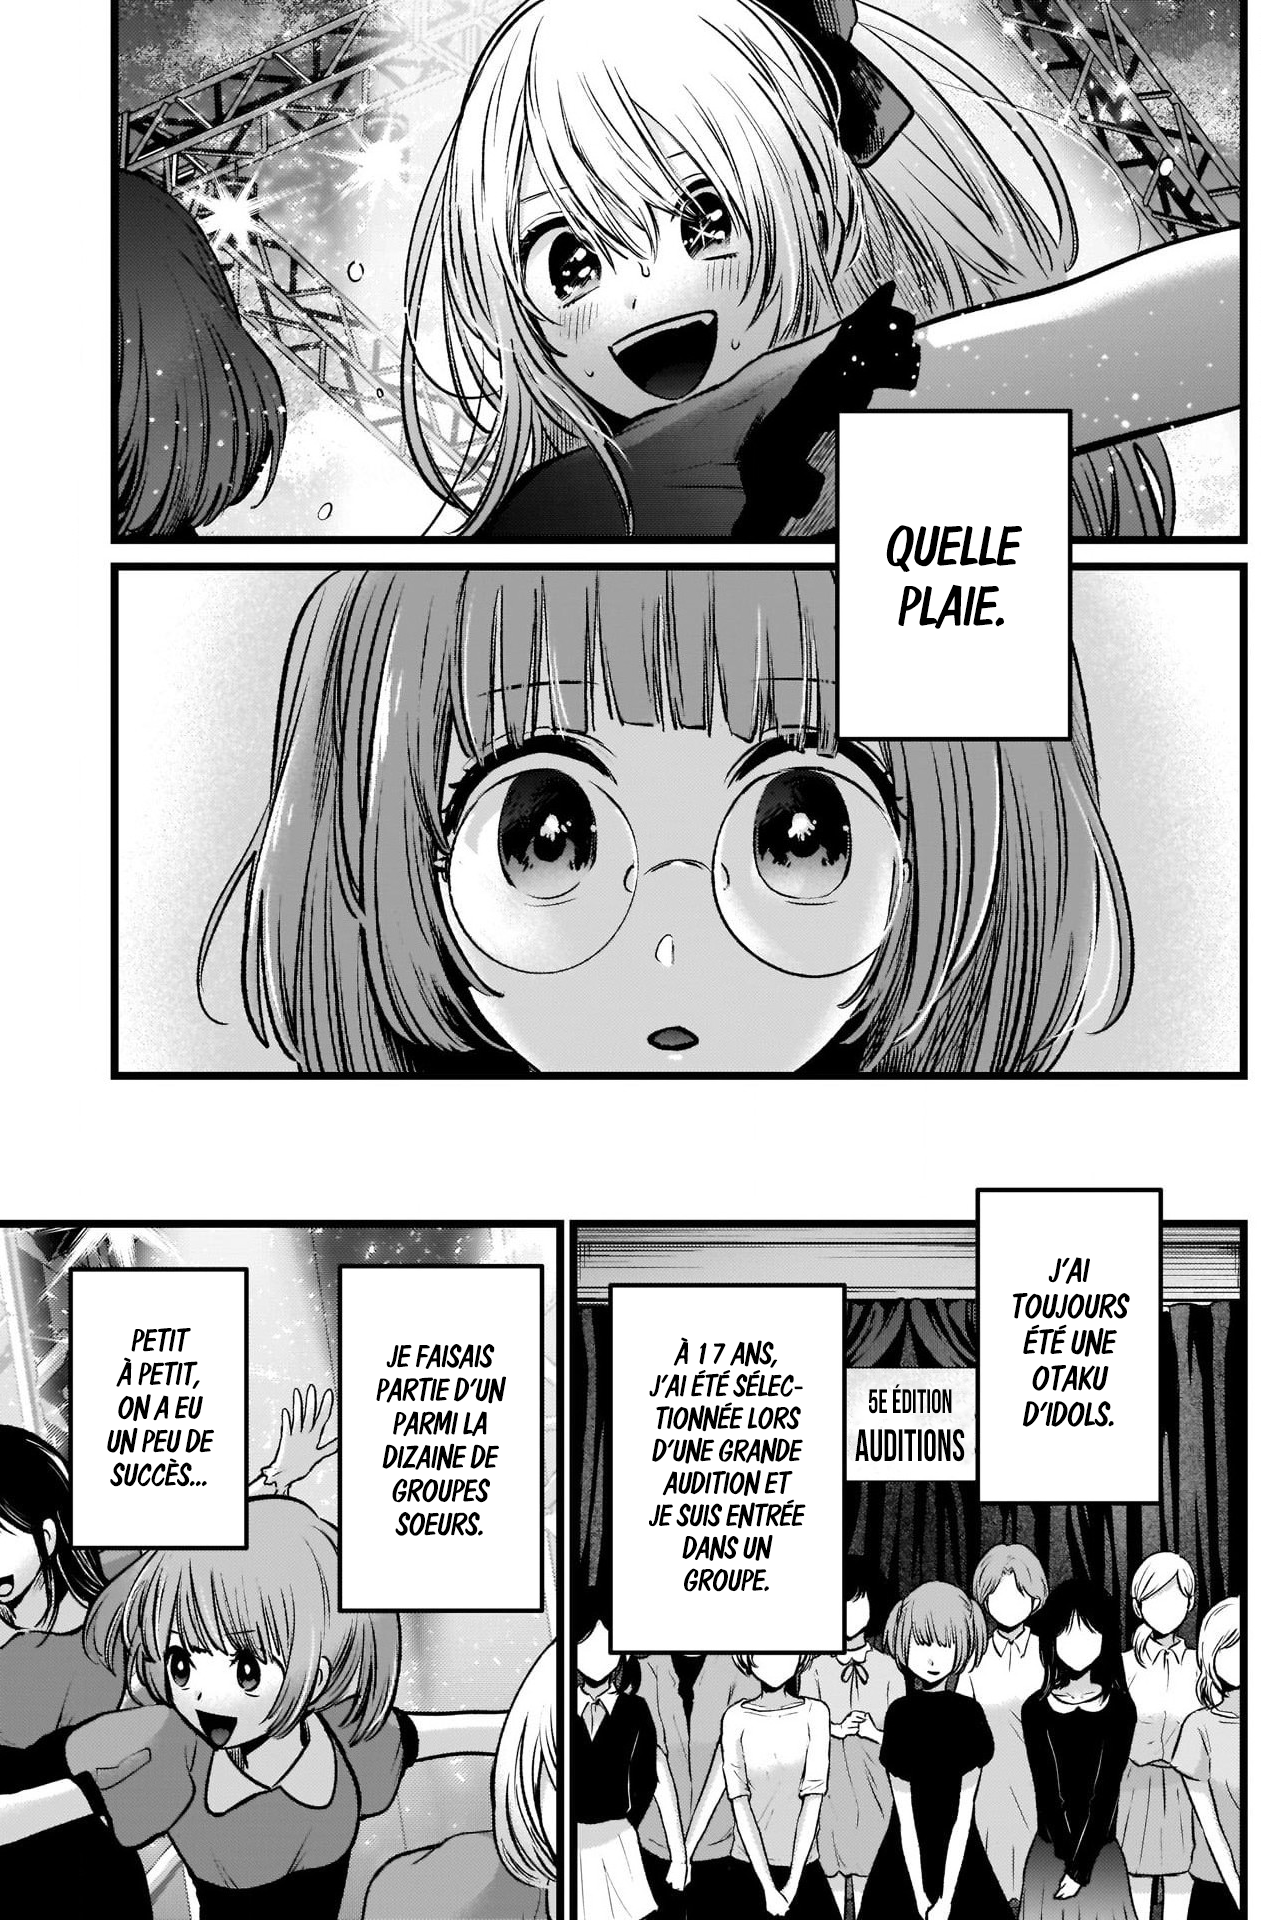 QUELLE
PLAIE.
J'AI
TOUJOURS
ÉTÉ UNE
OTAKU
D'IDOLS.
5E ÉDITION
AUDITIONS
À 17 ANS,
J'AI ÉTÉ SÉLEC-
TIONNÉE LORS
D'UNE GRANDE
AUDITION ET
JE SUIS ENTRÉE
DANS UN
GROUPE.
JE FAISAIS
PARTIE D'UN
PARMI LA
DIZAINE DE
GROUPES
SOEURS.
PETIT
À PETIT,
ON A EU
UN PEU DE
SUCCÈS...